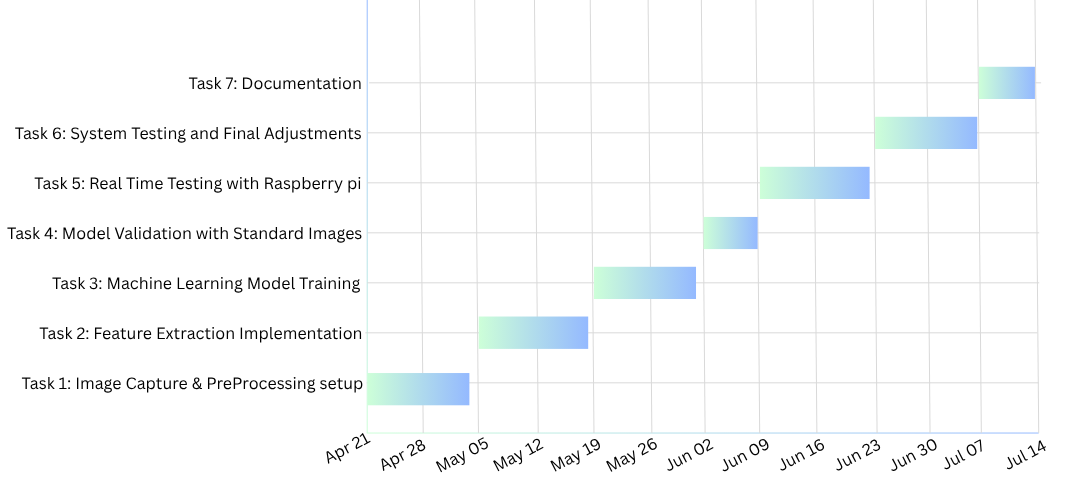 Task 7: Documentation
Task 6: System Testing and Final Adjustments
Task 5: Real Time Testing with Raspberry pi
Task 4: Model Validation with Standard Images
Task 3: Machine Learning Model Training
Task 2: Feature Extraction Implementation
Task 1: Image Capture & PreProcessing setup
Apr 21 Apr 28 May 05 May 12 May 19 May 26 Jun 02 Jun 09 Jun 16 Jun 23 Jun 30 Jul 07 Jul 14